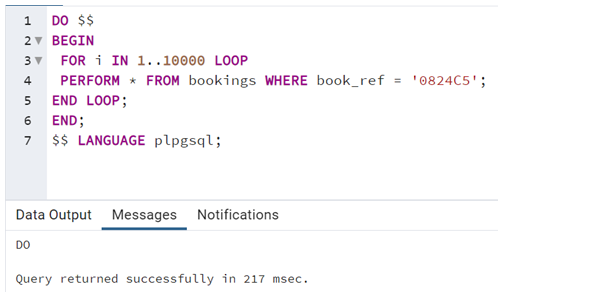 1 DO $$
2 BEGIN
3 FOR i IN 1..10000 LOOP
4 PERFORM * FROM bookings WHERE book_ref = '0824C5';
5 END LOOP;
6 END;
7 $$ LANGUAGE plpgsql;
Data Output Messages Notifications
DO
Query returned successfully in 217 msec.